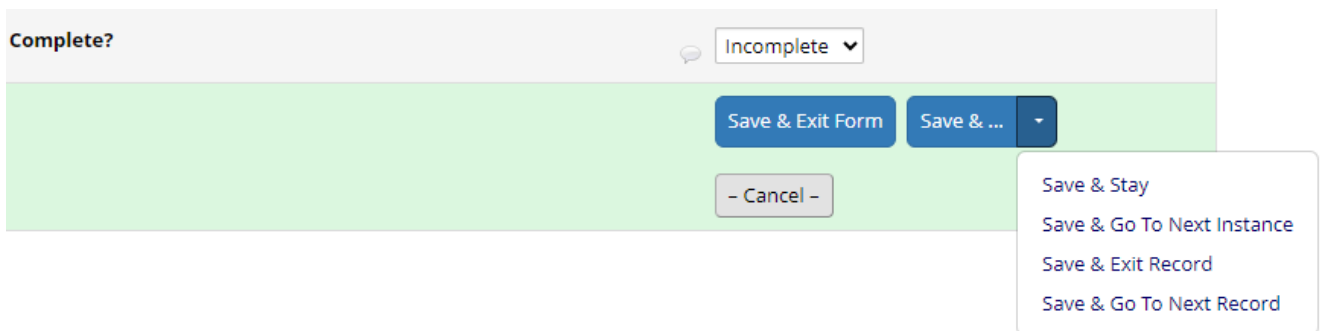 Complete?
Incomplete
Save & Exit Form
Save & ...
– Cancel –
Save & Stay
Save & Go To Next Instance
Save & Exit Record
Save & Go To Next Record